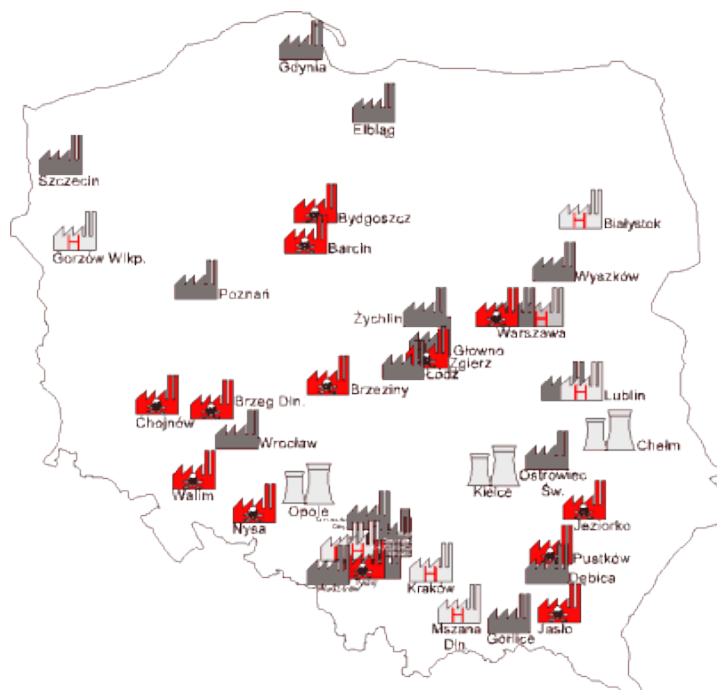 Gdynia
Elbląg
Szczecin
Bydgoszcz
Białystok
H
Barcin
H
Gorzów Wlkp.
Wyszków
Poznań
Żychlin
H
Warszawa
Głowno
Zgierz
Łódź
Brzeziny
Brzeg Dln.
H
Lublin
Chojnów
Wrocław
Chełm
Ostrowiec
Św.
Kielce
Walim
Opole
Nysa
Jeziorko
H
Pustków
H
Dębica
Kraków
H
Mszana
Dln.
Gorlice
Jasło